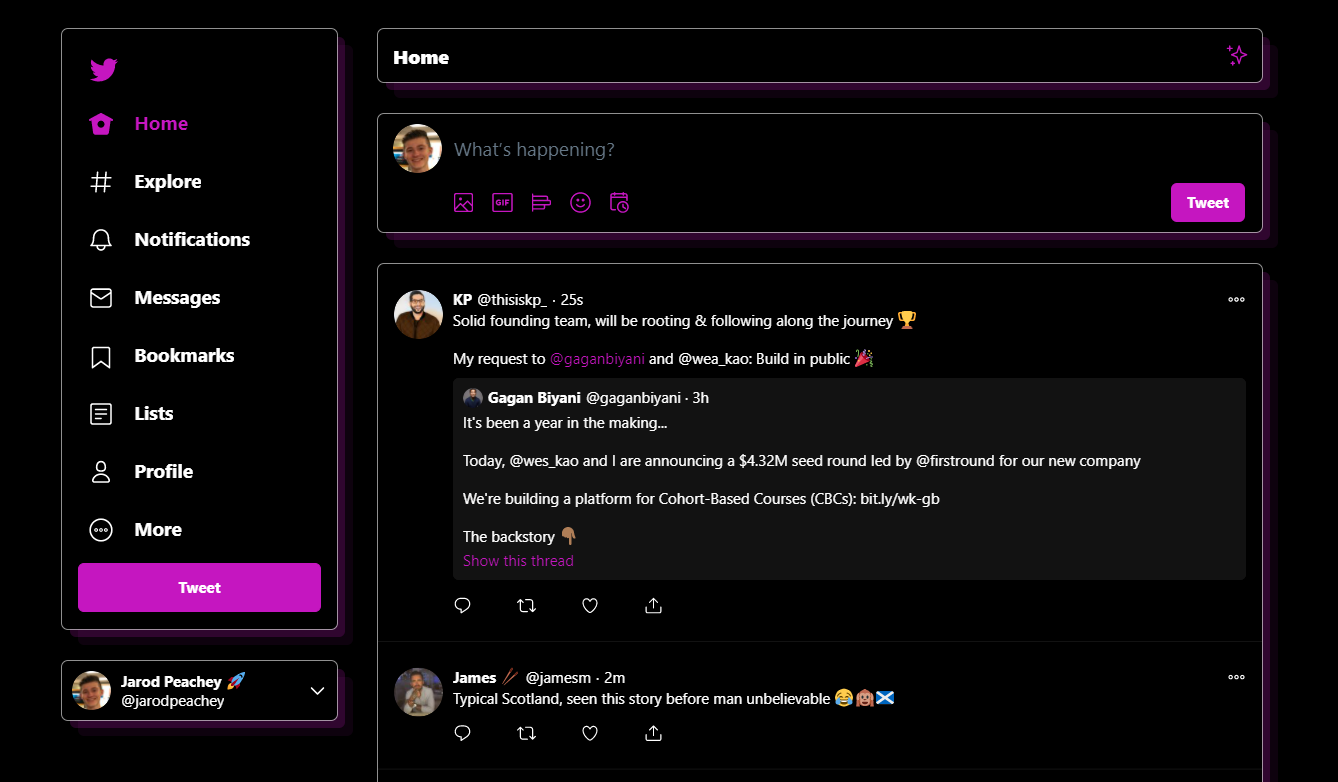 Home
Explore
Notifications
Messages
Bookmarks
Lists
Profile
More
Tweet
Jarod Peachey 🚀
@jarodpeachey
Home
What's happening?
GIF
Tweet
KP @thisiskp_ · 25s
Solid founding team, will be rooting & following along the journey 🏆
My request to @gaganbiyani and @wea_kao: Build in public 🎉
Gagan Biyani @gaganbiyani · 3h
It's been a year in the making...
Today, @wes_kao and I are announcing a $4.32M seed round led by @firstround for our new company
We're building a platform for Cohort-Based Courses (CBCs): bit.ly/wk-gb
The backstory 👇🏽
Show this thread
James 🥢 @jamesm · 2m
Typical Scotland, seen this story before man unbelievable 😂🙉🏴󠁧󠁢󠁳󠁣󠁴󠁿